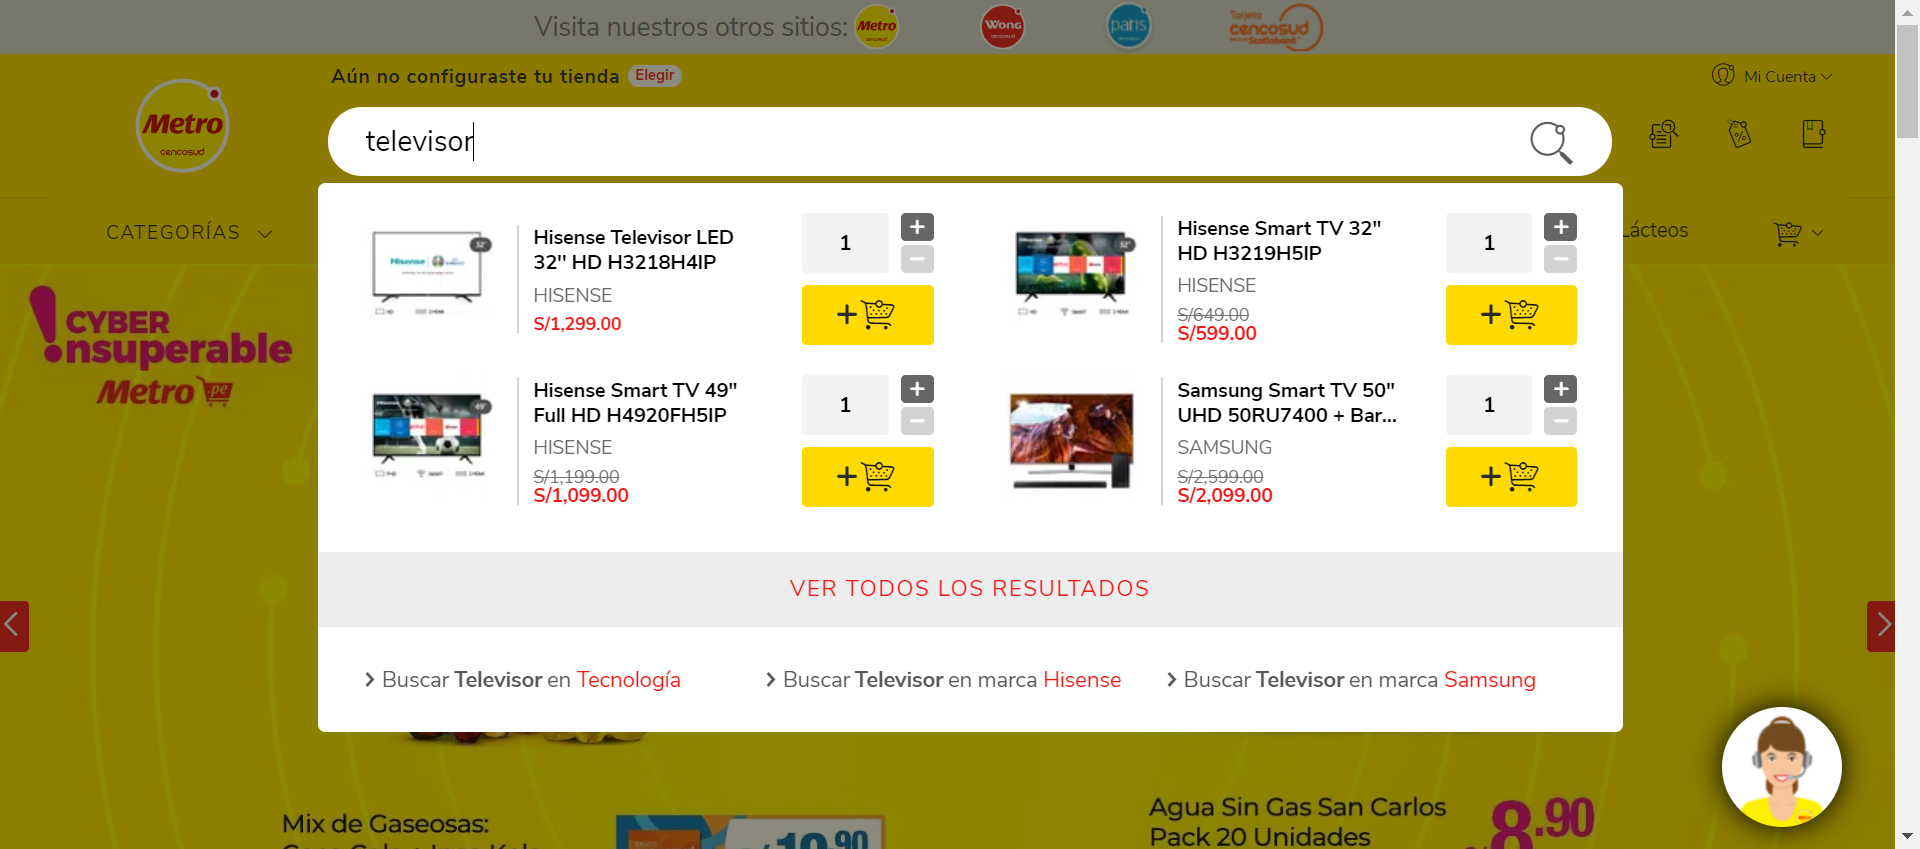 Visita nuestros otros sitios:
Metro
cencosud
Wong
cencosud
paris
cencosud
Tarjeta
cencosud
Scotiabank
Aún no configuraste tu tienda Elegir
Mi Cuenta
Metro
cencosud
televisor
CATEGORÍAS
Lácteos
Hisense Televisor LED
32" HD H3218H4IP
HISENSE
S/1,299.00
1
+
−
+
Hisense Smart TV 32"
HD H3219H5IP
HISENSE
S/649.00
S/599.00
1
+
−
+
CYBER
!nsuperable
Metro.pe
Hisense Smart TV 49"
Full HD H4920FH5IP
HISENSE
S/1,199.00
S/1,099.00
1
+
−
+
Samsung Smart TV 50"
UHD 50RU7400 + Bar...
SAMSUNG
S/2,599.00
S/2,099.00
1
+
−
+
VER TODOS LOS RESULTADOS
Buscar Televisor en Tecnología
Buscar Televisor en marca Hisense
Buscar Televisor en marca Samsung
Mix de Gaseosas:
Agua Sin Gas San Carlos
Pack 20 Unidades
8.90